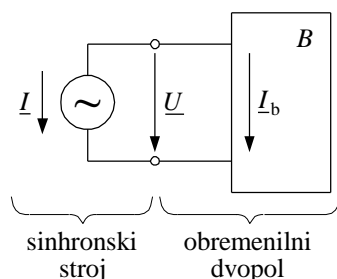 B
I
~
U
I_b
sinhronski
stroj
obremenilni
dvopol